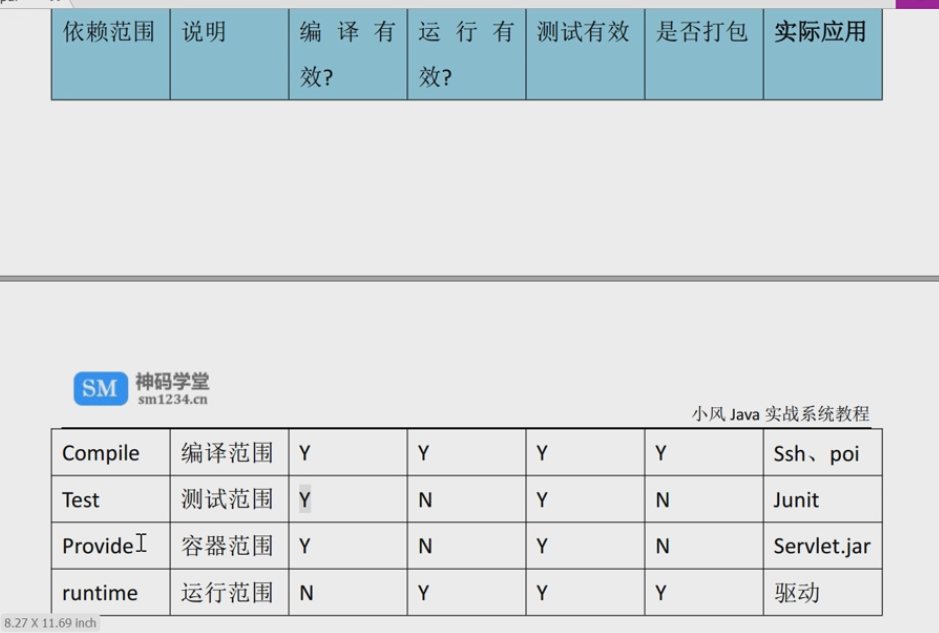 依赖范围 说明 编译有效? 运行有效? 测试有效 是否打包 实际应用
SM 神码学堂
sm1234.cn
小风 Java 实战系统教程
Compile 编译范围 Y Y Y Y Ssh、poi
Test 测试范围 Y N Y N Junit
Provide 容器范围 Y N Y N Servlet.jar
runtime 运行范围 N Y Y Y 驱动
8.27 X 11.69 inch